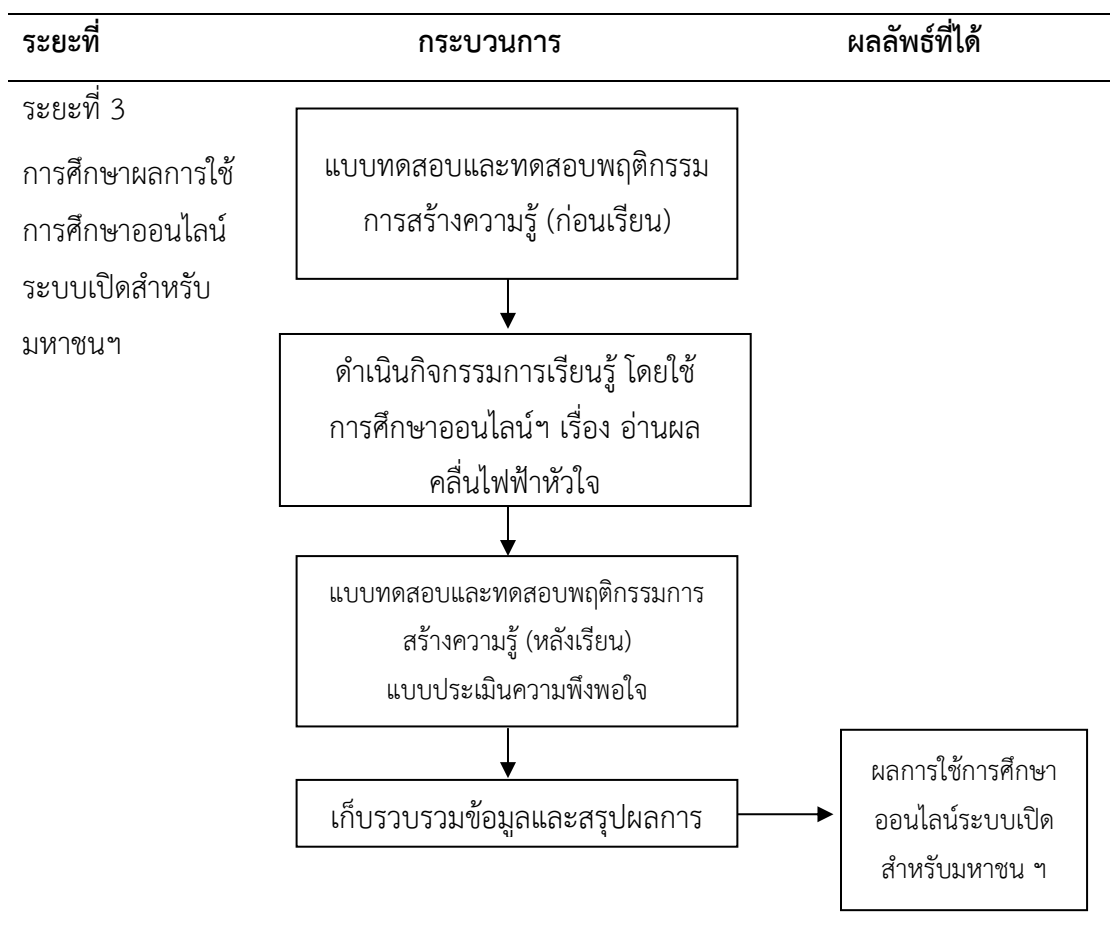 ระยะที่ กระบวนการ ผลลัพธ์ที่ได้
ระยะที่ 3
การศึกษาผลการใช้
การศึกษาออนไลน์
ระบบเปิดสำหรับ
มหาชนฯ
แบบทดสอบและทดสอบพฤติกรรม
การสร้างความรู้ (ก่อนเรียน)
ดำเนินกิจกรรมการเรียนรู้ โดยใช้
การศึกษาออนไลน์ฯ เรื่อง อ่านผล
คลื่นไฟฟ้าหัวใจ
แบบทดสอบและทดสอบพฤติกรรมการ
สร้างความรู้ (หลังเรียน)
แบบประเมินความพึงพอใจ
เก็บรวบรวมข้อมูลและสรุปผลการ
ผลการใช้การศึกษา
ออนไลน์ระบบเปิด
สำหรับมหาชน ฯ